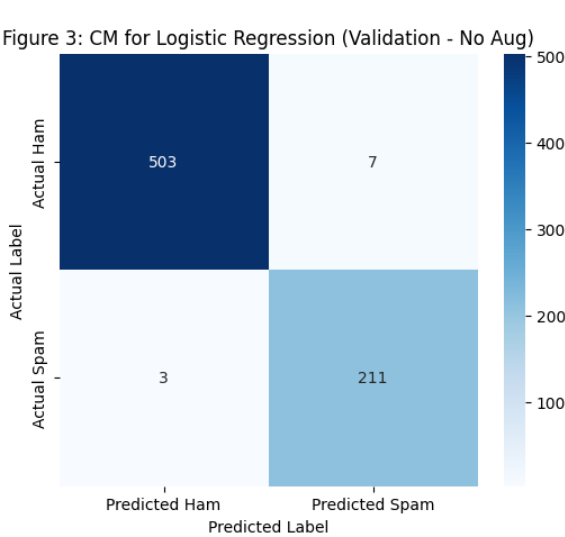 Figure 3: CM for Logistic Regression (Validation - No Aug)
500
400
300
200
100
Actual Label
Actual Ham
503
7
Actual Spam
3
211
Predicted Ham
Predicted Spam
Predicted Label